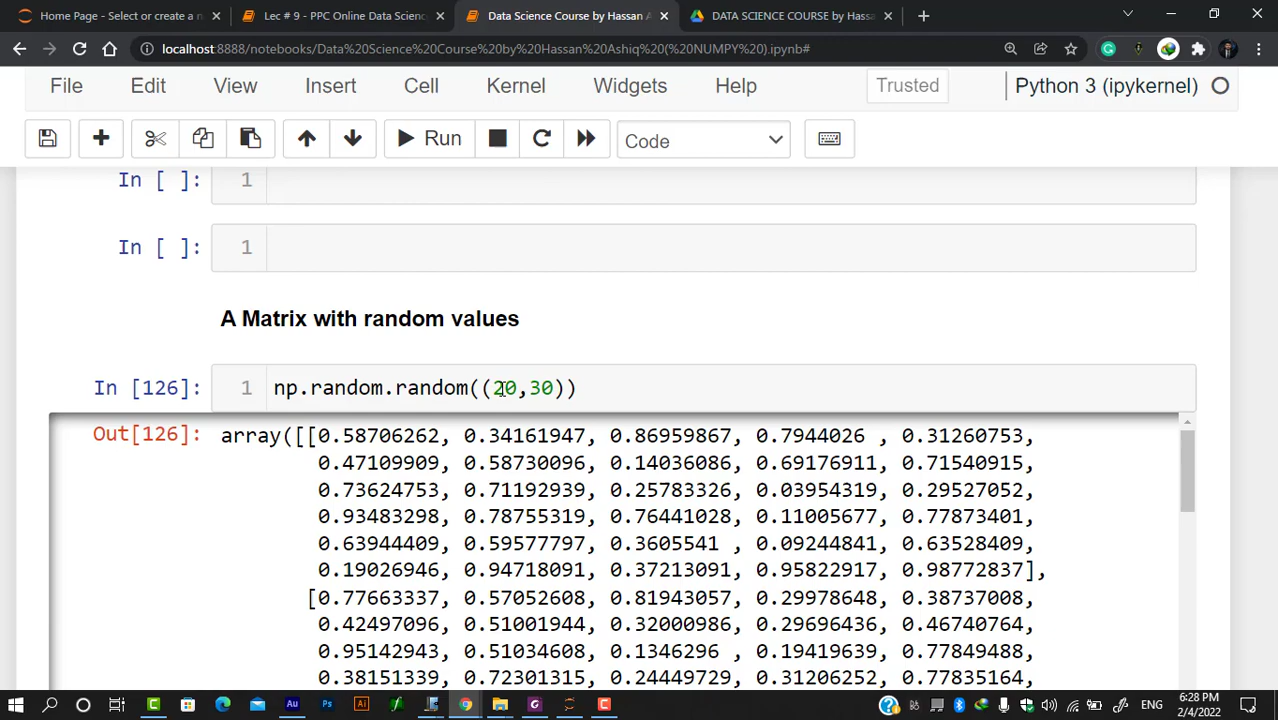 Home Page - Select or create a n
Lec # 9 - PPC Online Data Scienc
Data Science Course by Hassan A
DATA SCIENCE COURSE by Hassa
localhost:8888/notebooks/Data%20Science%20Course%20by%20Hassan%20Ashiq%20(%20NUMPY%20).ipynb#
File Edit View Insert Cell Kernel Widgets Help Trusted Python 3 (ipykernel)
Run Code
In [ ]: 1
In [ ]: 1
A Matrix with random values
In [126]: 1 np.random.random((20,30))
Out[126]: array([[0.58706262, 0.34161947, 0.86959867, 0.7944026 , 0.31260753,
0.47109909, 0.58730096, 0.14036086, 0.69176911, 0.71540915,
0.73624753, 0.71192939, 0.25783326, 0.03954319, 0.29527052,
0.93483298, 0.78755319, 0.76441028, 0.11005677, 0.77873401,
0.63944409, 0.59577797, 0.3605541 , 0.09244841, 0.63528409,
0.19026946, 0.94718091, 0.37213091, 0.95822917, 0.98772837],
[0.77663337, 0.57052608, 0.81943057, 0.29978648, 0.38737008,
0.42497096, 0.51001944, 0.32000986, 0.29696436, 0.46740764,
0.95142943, 0.51034608, 0.1346296 , 0.19419639, 0.77849488,
0.38151339, 0.72301315, 0.24449729, 0.31206252, 0.77835164,
ENG
6:28 PM
2/4/2022